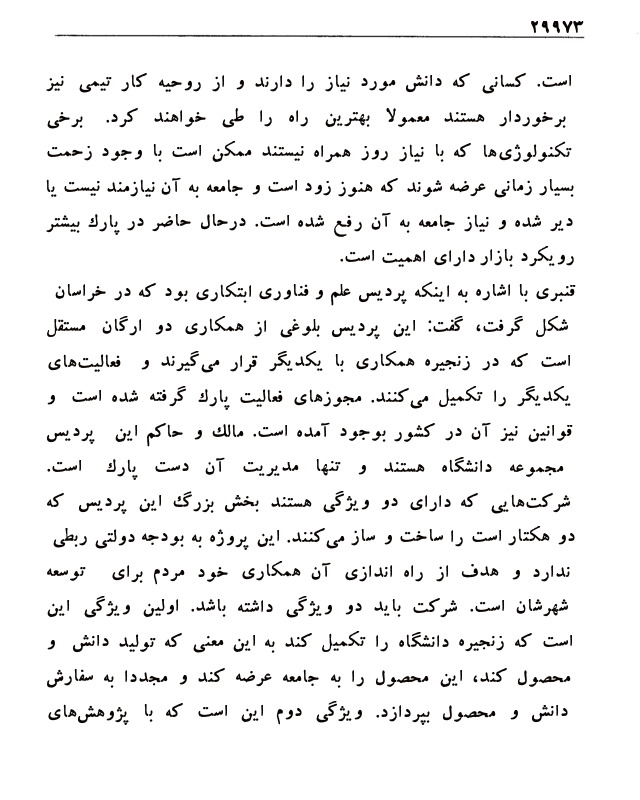 ۲۹۹۷۳
است. کسانی که دانش مورد نیاز را دارند و از روحیه کار تیمی نیز
برخوردار هستند معمولا بهترین راه را طی خواهند کرد. برخی
تکنولوژی‌ها که با نیاز روز همراه نیستند ممکن است با وجود زحمت
بسیار زمانی عرضه شوند که هنوز زود است و جامعه به آن نیازمند نیست یا
دیر شده و نیاز جامعه به آن رفع شده است. درحال حاضر در پارك بیشتر
رویکرد بازار دارای اهمیت است.
قنبری با اشاره به اینکه پردیس علم و فناوری ابتکاری بود که در خراسان
شکل گرفت، گفت: این پردیس بلوغی از همکاری دو ارگان مستقل
است که در زنجیره همکاری با یکدیگر قرار می‌گیرند و فعالیت‌های
یکدیگر را تکمیل می‌کنند. مجوزهای فعالیت پارك گرفته شده است و
قوانین نیز آن در کشور بوجود آمده است. مالك و حاکم این پردیس
مجموعه دانشگاه هستند و تنها مدیریت آن دست پارك است.
شرکت‌هایی که دارای دو ویژگی هستند بخش بزرگ این پردیس که
دو هکتار است را ساخت و ساز می‌کنند. این پروژه به بودجه دولتی ربطی
ندارد و هدف از راه اندازی آن همکاری خود مردم برای توسعه
شهرشان است. شرکت باید دو ویژگی داشته باشد. اولین ویژگی این
است که زنجیره دانشگاه را تکمیل کند به این معنی که تولید دانش و
محصول کند، این محصول را به جامعه عرضه کند و مجددا به سفارش
دانش و محصول بپردازد. ویژگی دوم این است که با پژوهش‌های